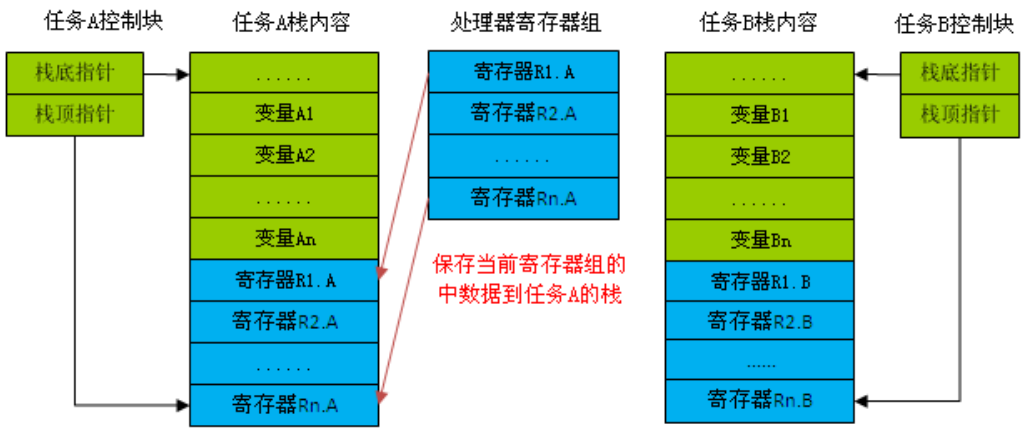 任务A控制块
栈底指针
栈顶指针
任务A栈内容
......
变量A1
变量A2
......
变量An
寄存器R1.A
寄存器R2.A
......
寄存器Rn.A
处理器寄存器组
寄存器R1.A
寄存器R2.A
......
寄存器Rn.A
保存当前寄存器组的
中数据到任务A的栈
任务B栈内容
......
变量B1
变量B2
......
变量Bn
寄存器R1.B
寄存器R2.B
......
寄存器Rn.B
任务B控制块
栈底指针
栈顶指针